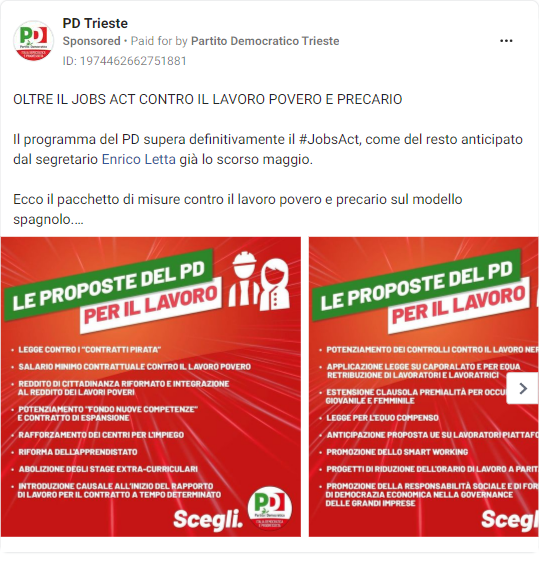 PD Trieste
Sponsored • Paid for by Partito Democratico Trieste
ID: 1974462662751881
OLTRE IL JOBS ACT CONTRO IL LAVORO POVERO E PRECARIO
Il programma del PD supera definitivamente il #JobsAct, come del resto anticipato
dal segretario Enrico Letta già lo scorso maggio.
Ecco il pacchetto di misure contro il lavoro povero e precario sul modello
spagnolo....
LE PROPOSTE DEL PD
PER IL LAVORO
• LEGGE CONTRO I "CONTRATTI PIRATA"
• SALARIO MINIMO CONTRATTUALE CONTRO IL LAVORO POVERO
• REDDITO DI CITTADINANZA RIFORMATO E INTEGRAZIONE
AL REDDITO DEI LAVORI POVERI
• POTENZIAMENTO "FONDO NUOVE COMPETENZE"
E CONTRATTO DI ESPANSIONE
• RAFFORZAMENTO DEI CENTRI PER L'IMPIEGO
• RIFORMA DELL'APPRENDISTATO
• ABOLIZIONE DEGLI STAGE EXTRA-CURRICULARI
• INTRODUZIONE CAUSALE ALL'INIZIO DEL RAPPORTO
DI LAVORO PER IL CONTRATTO A TEMPO DETERMINATO
Scegli.
PD
Partito Democratico
LE PROPOSTE DEL PD
PER IL LAVORO
• POTENZIAMENTO DEI CONTROLLI CONTRO IL LAVORO NER
• APPLICAZIONE LEGGE SU CAPORALATO E PER EQUA
RETRIBUZIONE DI LAVORATORI E LAVORATRICI
• ESTENSIONE CLAUSOLA PREMIALITÀ PER OCCU
GIOVANILE E FEMMINILE
• LEGGE PER L'EQUO COMPENSO
• ANTICIPAZIONE PROPOSTA UE SU LAVORATORI PIATTAFO
• PROMOZIONE DELLO SMART WORKING
• PROGETTI DI RIDUZIONE DELL'ORARIO DI LAVORO A PARIT
• PROMOZIONE DELLA RESPONSABILITÀ SOCIALE E DI FOR
DI DEMOCRAZIA ECONOMICA NELLA GOVERNANCE
DELLE GRANDI IMPRESE
Scegl